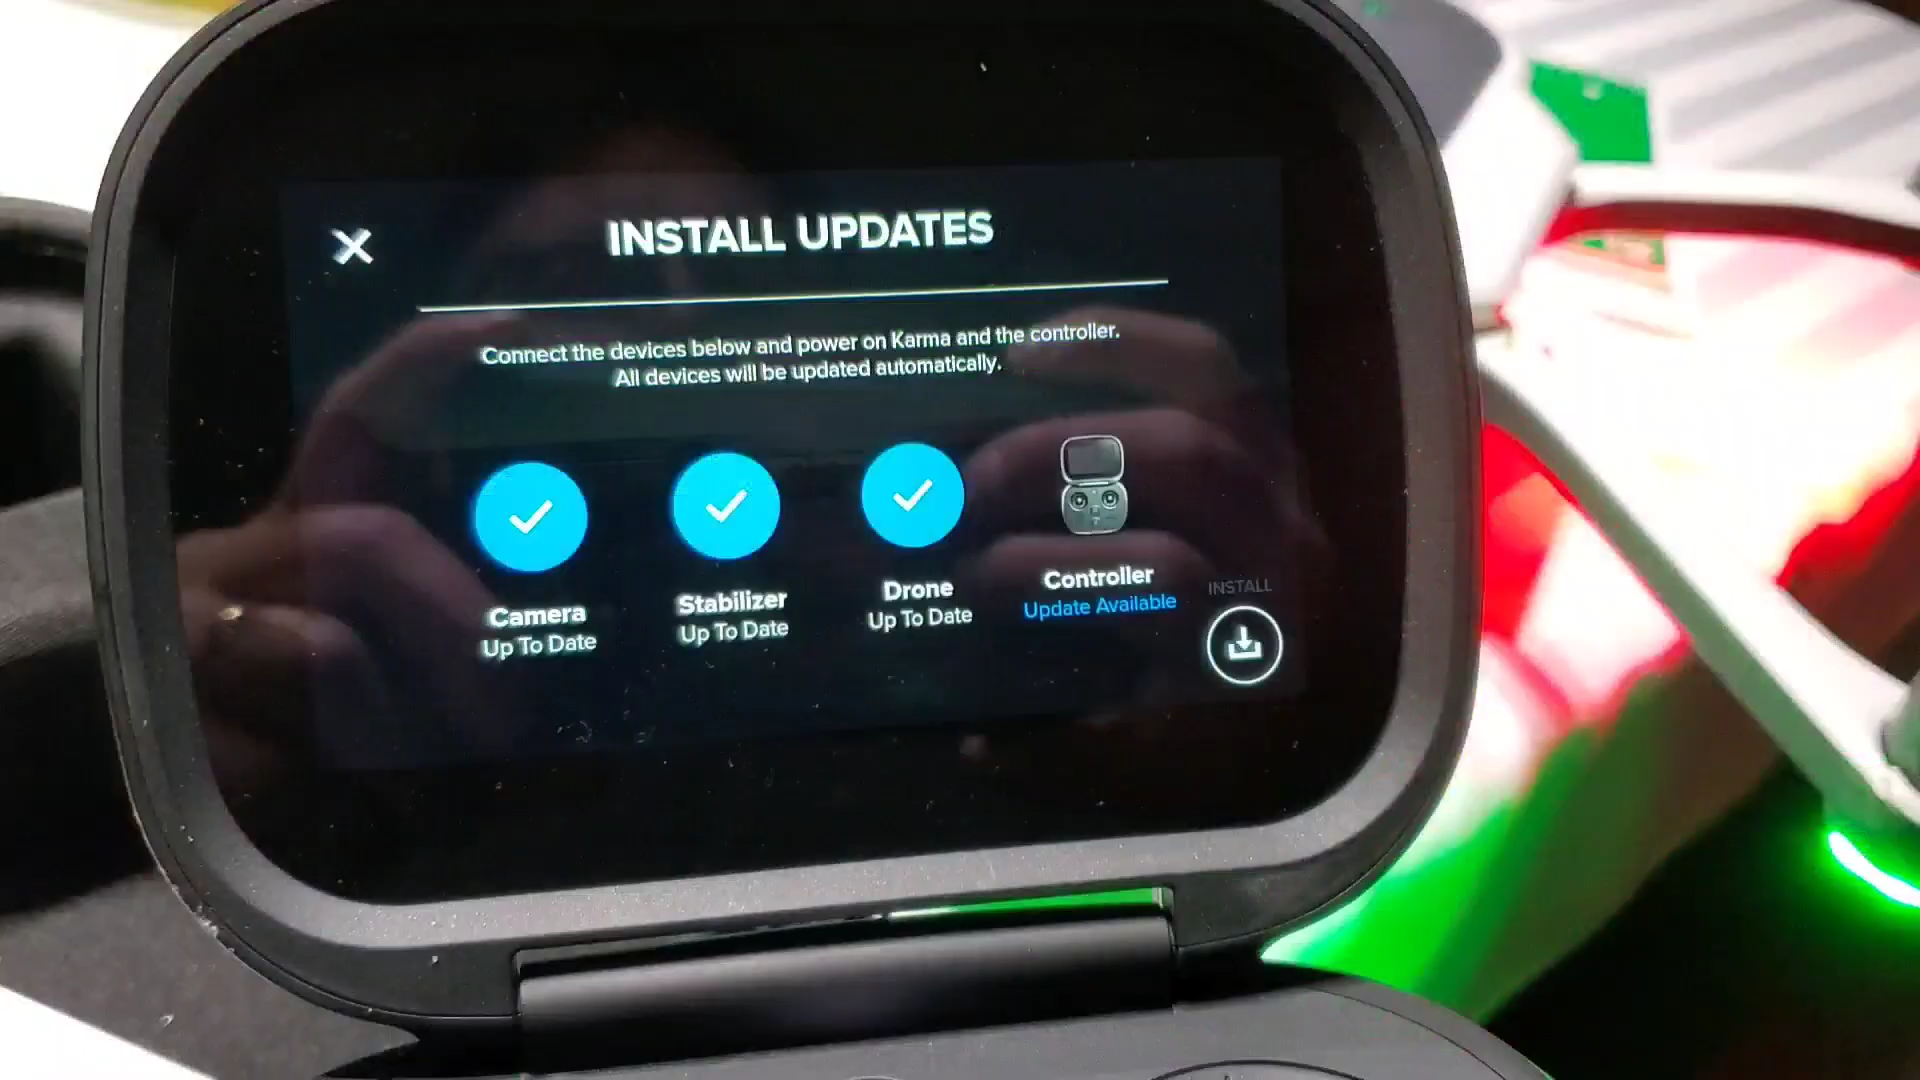 INSTALL UPDATES
Connect the devices below and power on Karma and the controller.
All devices will be updated automatically.
Camera
Up To Date
Stabilizer
Up To Date
Drone
Up To Date
Controller
Update Available
INSTALL